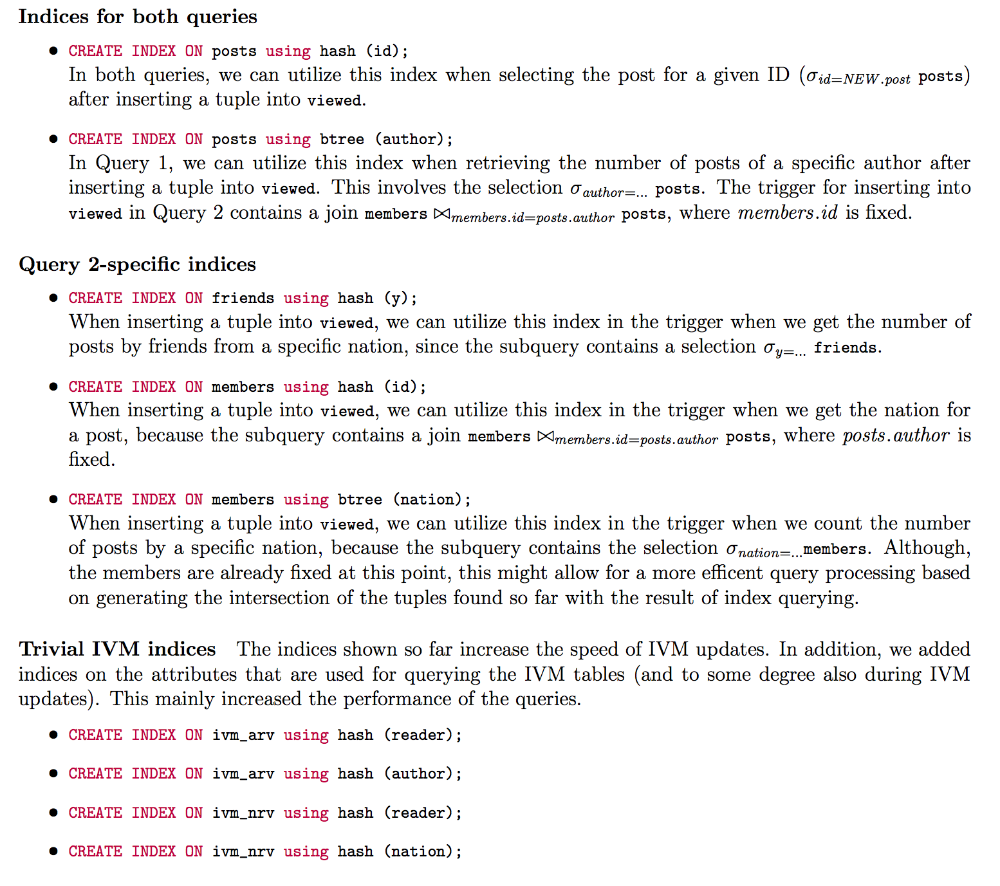 Indices for both queries
• CREATE INDEX ON posts using hash (id);
In both queries, we can utilize this index when selecting the post for a given ID (σid=NEW.post posts)
after inserting a tuple into viewed.
• CREATE INDEX ON posts using btree (author);
In Query 1, we can utilize this index when retrieving the number of posts of a specific author after
inserting a tuple into viewed. This involves the selection σauthor=... posts. The trigger for inserting into
viewed in Query 2 contains a join members ⋈members.id=posts.author posts, where members.id is fixed.
Query 2-specific indices
• CREATE INDEX ON friends using hash (y);
When inserting a tuple into viewed, we can utilize this index in the trigger when we get the number of
posts by friends from a specific nation, since the subquery contains a selection σy=... friends.
• CREATE INDEX ON members using hash (id);
When inserting a tuple into viewed, we can utilize this index in the trigger when we get the nation for
a post, because the subquery contains a join members ⋈members.id=posts.author posts, where posts.author is
fixed.
• CREATE INDEX ON members using btree (nation);
When inserting a tuple into viewed, we can utilize this index in the trigger when we count the number
of posts by a specific nation, because the subquery contains the selection σnation=...members. Although,
the members are already fixed at this point, this might allow for a more efficent query processing based
on generating the intersection of the tuples found so far with the result of index querying.
Trivial IVM indices The indices shown so far increase the speed of IVM updates. In addition, we added
indices on the attributes that are used for querying the IVM tables (and to some degree also during IVM
updates). This mainly increased the performance of the queries.
• CREATE INDEX ON ivm_arv using hash (reader);
• CREATE INDEX ON ivm_arv using hash (author);
• CREATE INDEX ON ivm_nrv using hash (reader);
• CREATE INDEX ON ivm_nrv using hash (nation);